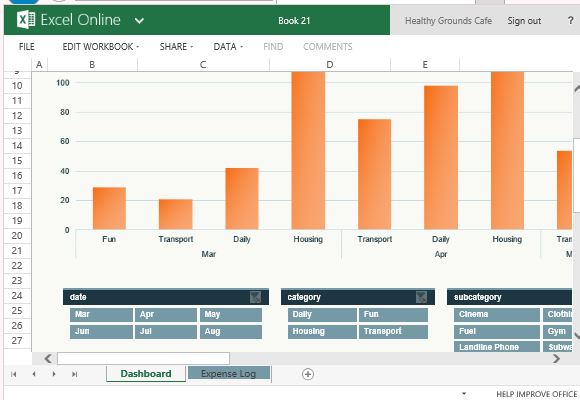 Excel Online Book 21 Healthy Grounds Cafe Sign out ?
FILE EDIT WORKBOOK SHARE DATA FIND COMMENTS
A B C D E
9
10
11
12
13
14
15
16
17
18
19
20
21
22
23
24
25
26
27
100
80
60
40
20
0
Fun Transport Daily Housing Transport Daily Housing Tran
Mar Apr M
date
Mar Apr May
Jun Jul Aug
category
Daily Fun
Housing Transport
subcategory
Cinema Clothi
Fuel Gym
Landline Phone Subwa
Dashboard Expense Log
HELP IMPROVE OFFICE